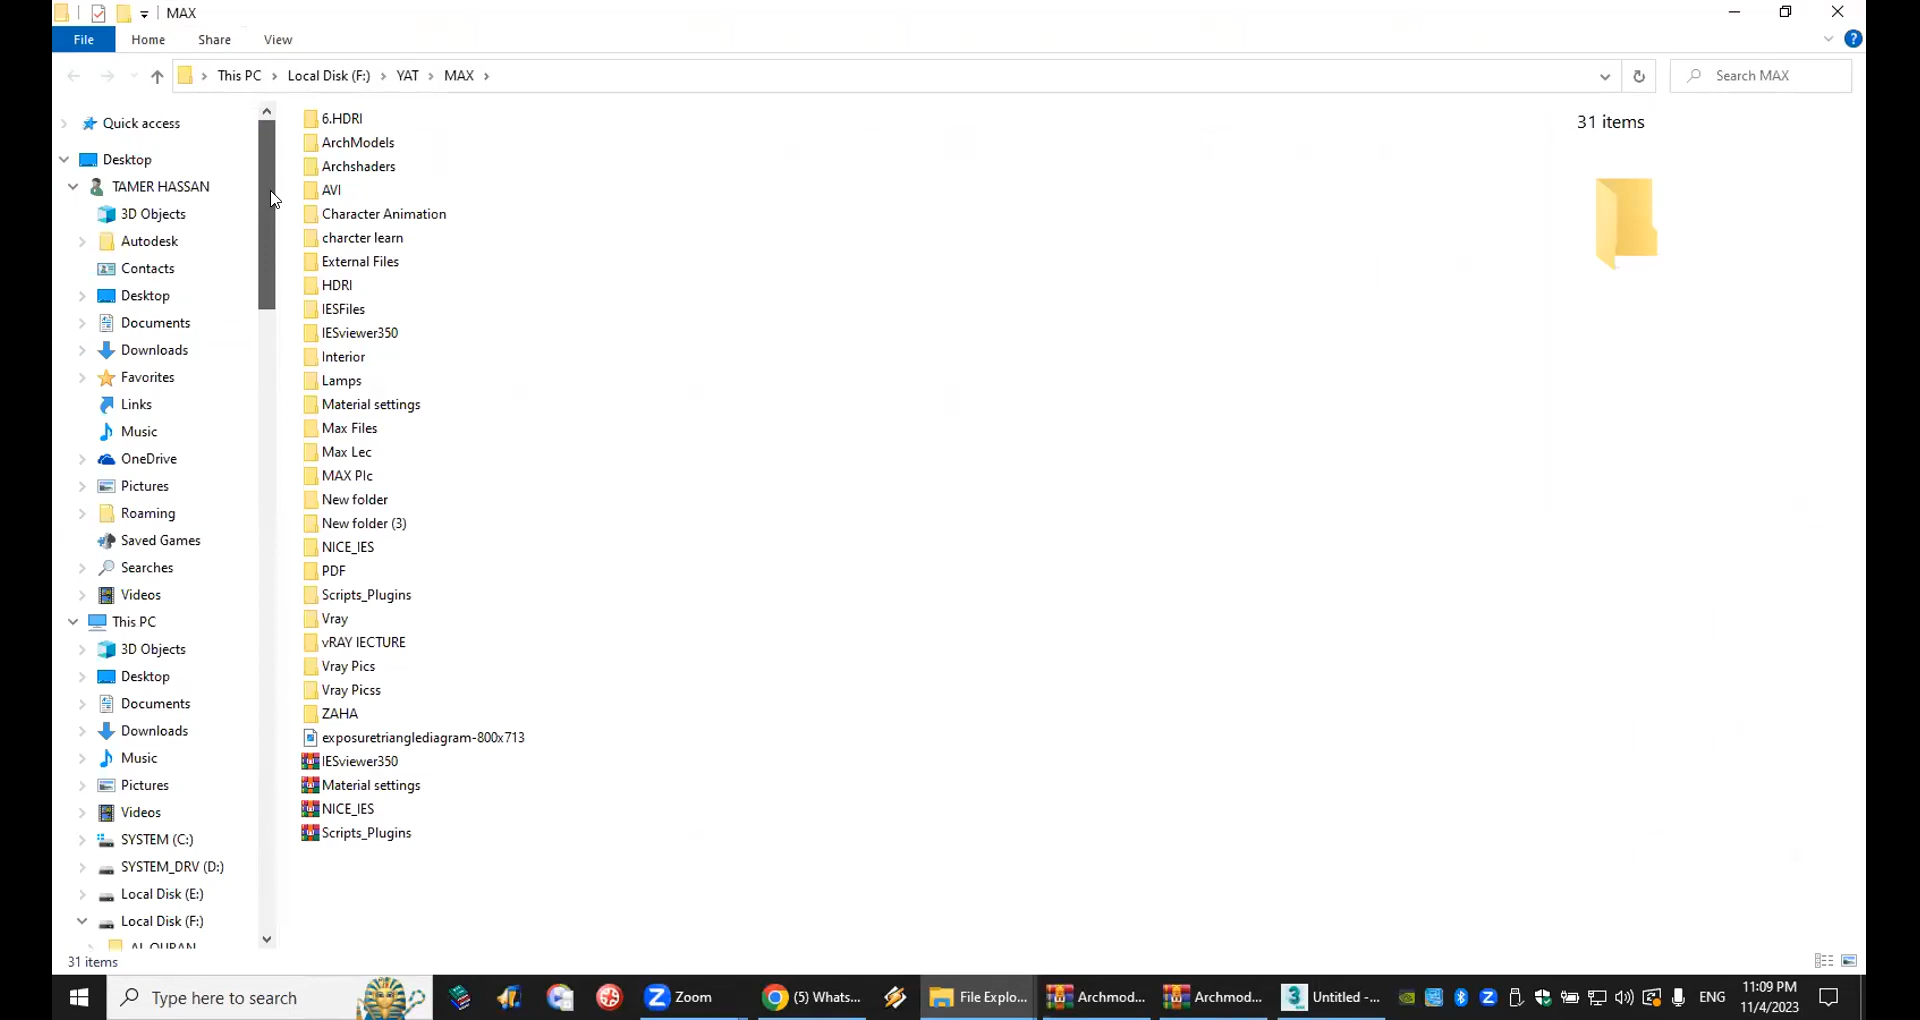 MAX
File Home Share View
This PC Local Disk (F:) YAT MAX Search MAX
Quick access
Desktop
TAMER HASSAN
3D Objects
Autodesk
Contacts
Desktop
Documents
Downloads
Favorites
Links
Music
OneDrive
Pictures
Roaming
Saved Games
Searches
Videos
This PC
3D Objects
Desktop
Documents
Downloads
Music
Pictures
Videos
SYSTEM (C:)
SYSTEM_DRV (D:)
Local Disk (E:)
Local Disk (F:)
AL QURAN
6.HDRI
ArchModels
Archshaders
AVI
Character Animation
charcter learn
External Files
HDRI
IESFiles
IESviewer350
Interior
Lamps
Material settings
Max Files
Max Lec
MAX PIc
New folder
New folder (3)
NICE_IES
PDF
Scripts_Plugins
Vray
vRAY lECTURE
Vray Pics
Vray Picss
ZAHA
exposuretrianglediagram-800x713
IESviewer350
Material settings
NICE_IES
Scripts_Plugins
31 items
31 items
Type here to search Zoom (5) Whats... File Explo... Archmod... Archmod... Untitled -... ENG 11:09 PM
11/4/2023